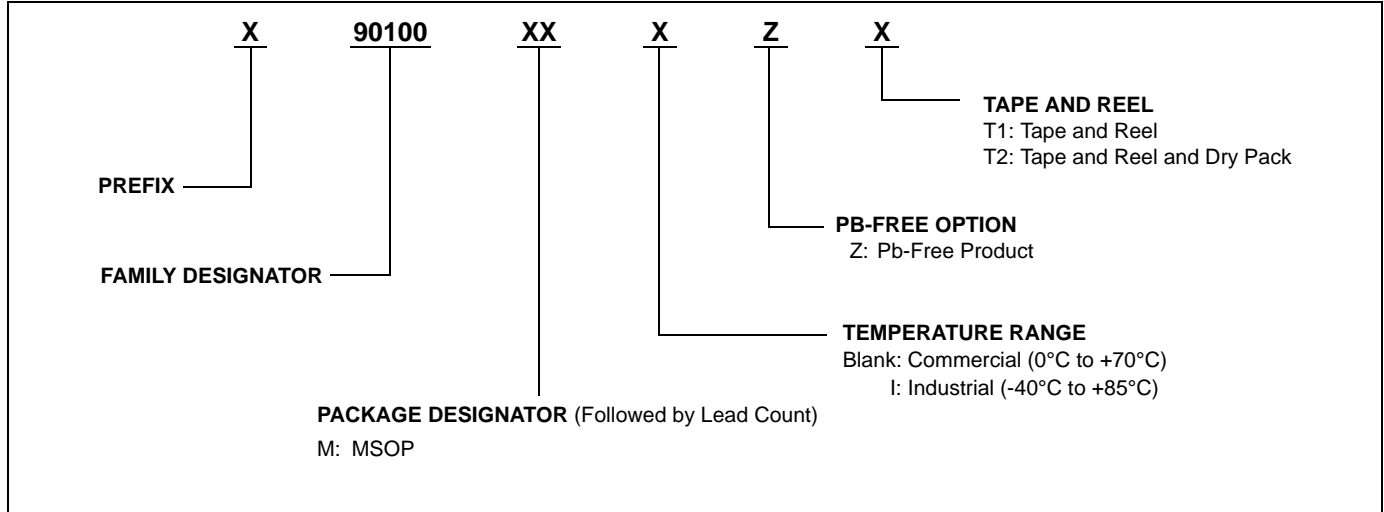 X 90100 XX X Z X
TAPE AND REEL
T1: Tape and Reel
T2: Tape and Reel and Dry Pack
PREFIX
PB-FREE OPTION
Z: Pb-Free Product
FAMILY DESIGNATOR
TEMPERATURE RANGE
Blank: Commercial (0°C to +70°C)
I: Industrial (-40°C to +85°C)
PACKAGE DESIGNATOR (Followed by Lead Count)
M: MSOP